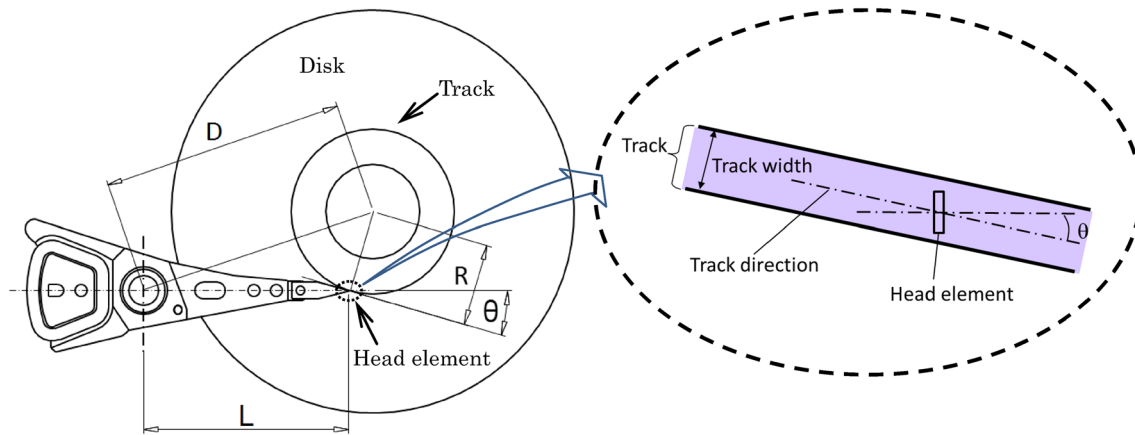 Disk
Track
D
R
θ
Head element
L
Track
Track width
θ
Track direction
Head element